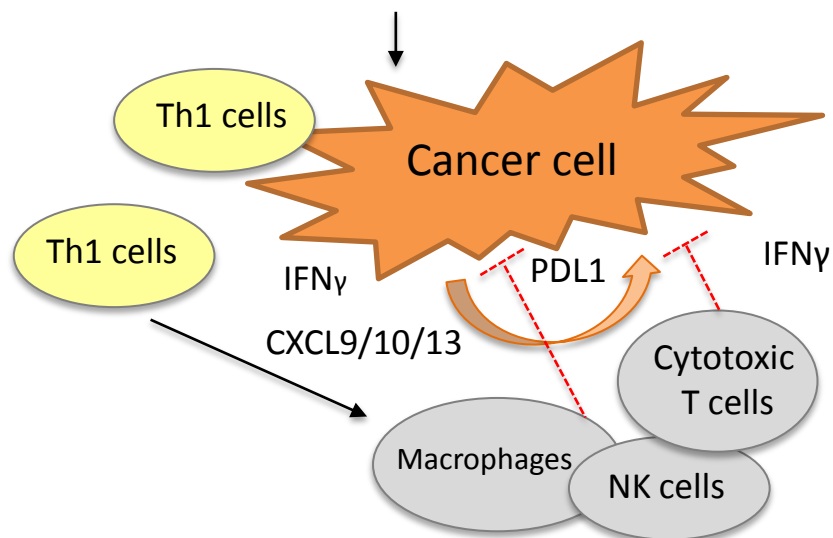 Th1 cells
Cancer cell
Th1 cells
IFNγ
PDL1
IFNγ
CXCL9/10/13
Cytotoxic
T cells
Macrophages
NK cells